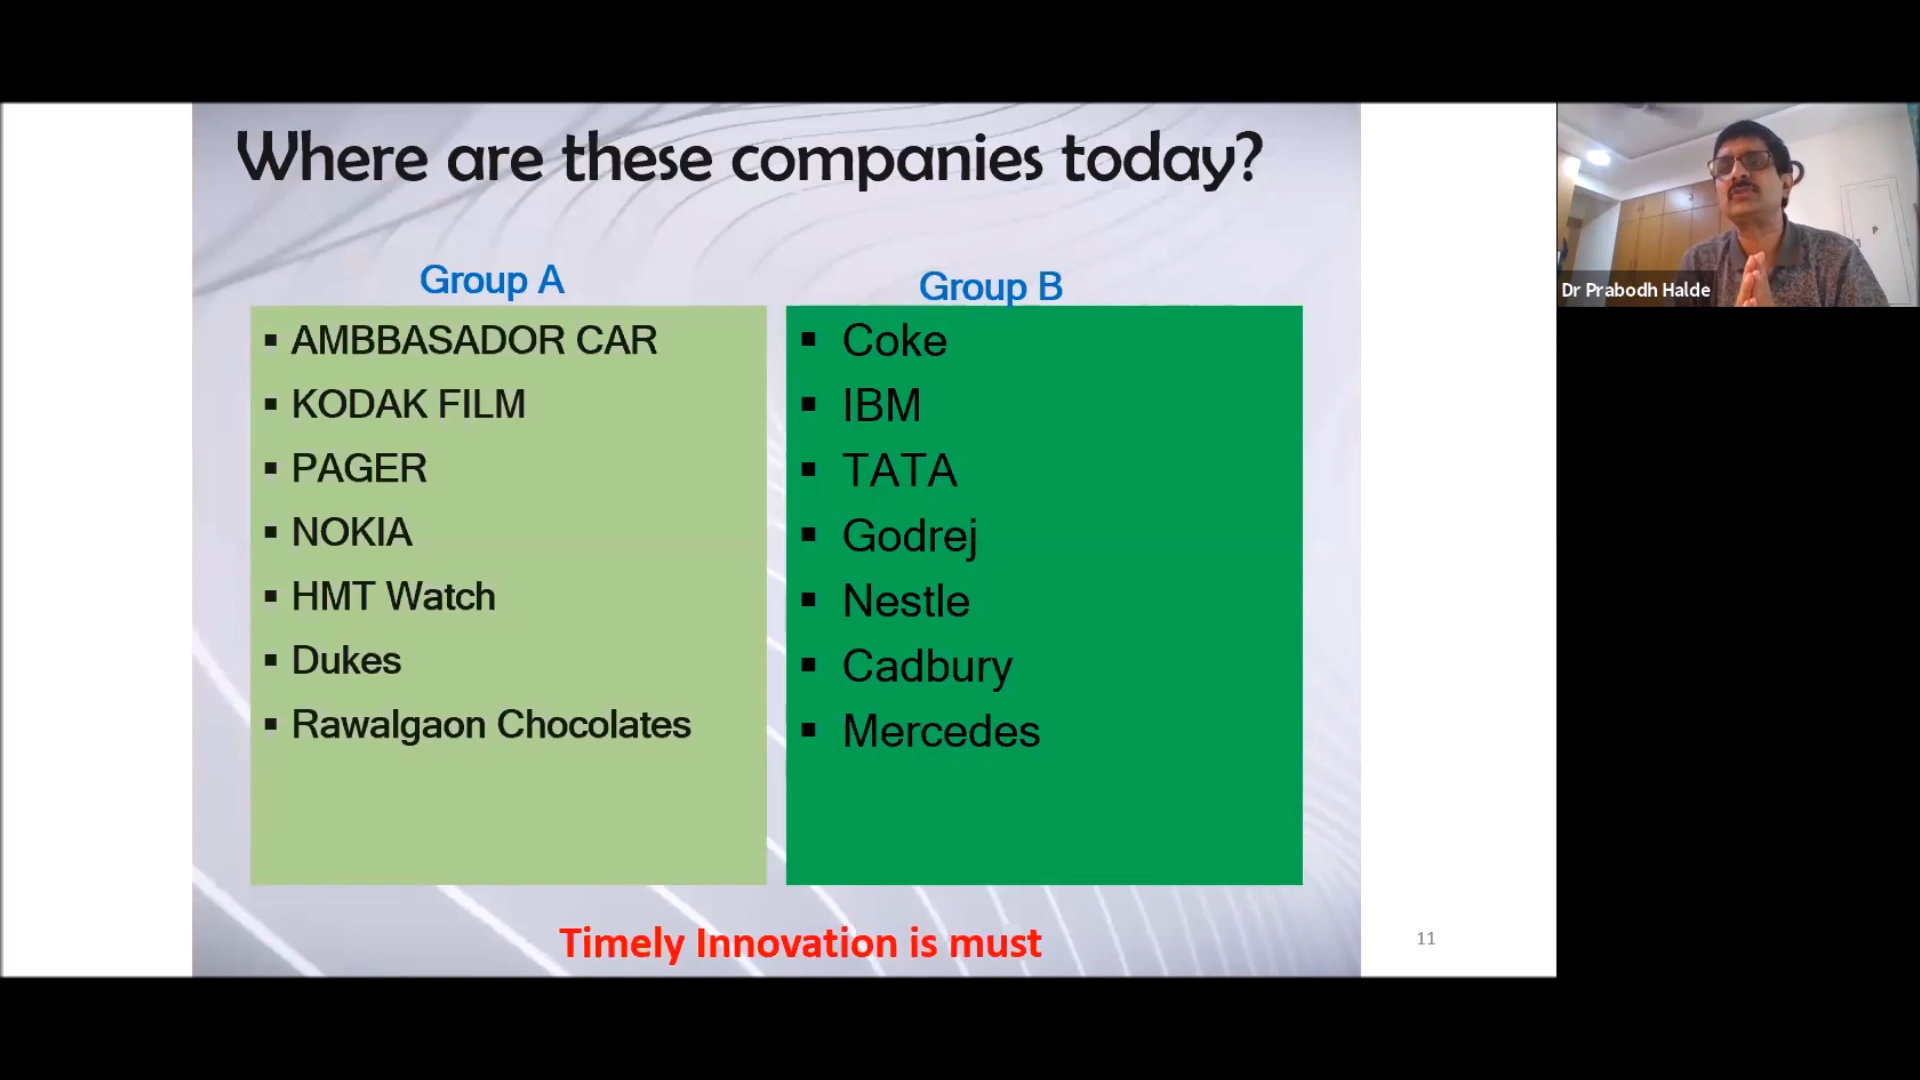 Where are these companies today?
Group A
▪ AMBBASADOR CAR
▪ KODAK FILM
▪ PAGER
▪ NOKIA
▪ HMT Watch
▪ Dukes
▪ Rawalgaon Chocolates
Group B
▪ Coke
▪ IBM
▪ TATA
▪ Godrej
▪ Nestle
▪ Cadbury
▪ Mercedes
Timely Innovation is must
11
Dr Prabodh Halde